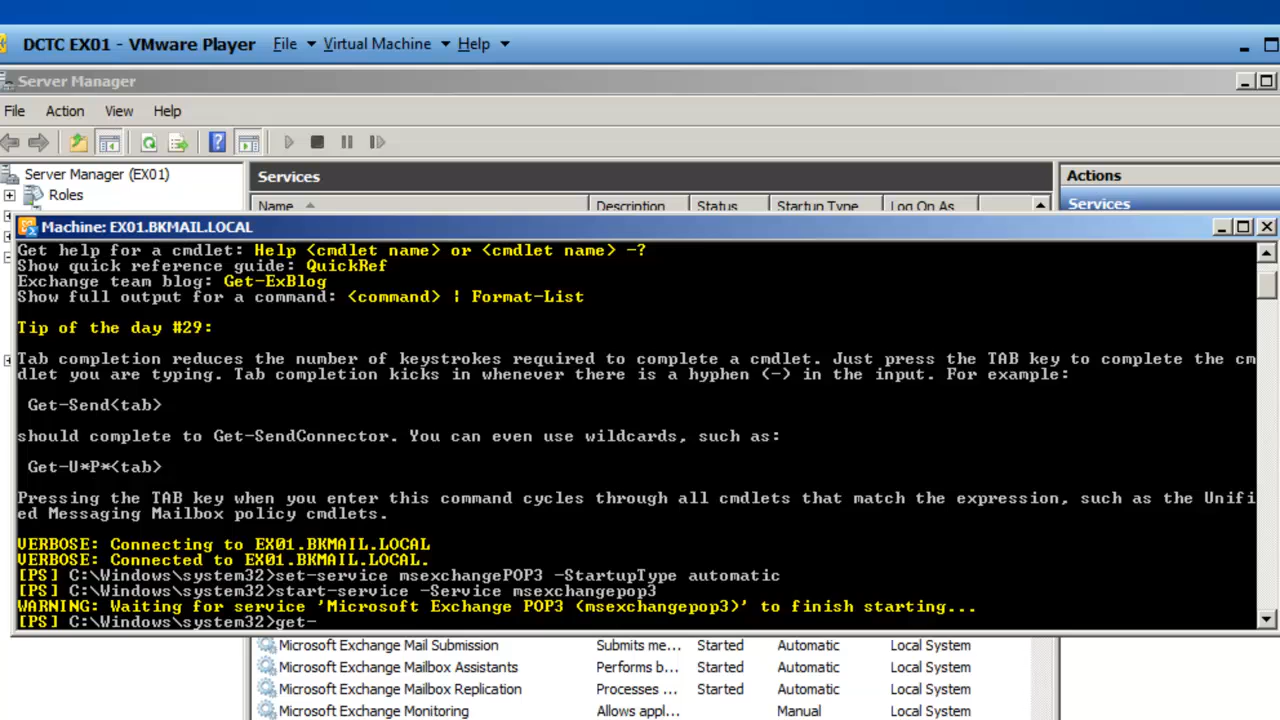 DCTC EX01 - VMware Player File Virtual Machine Help
Server Manager
File Action View Help
Server Manager (EX01) Services Actions
Roles Name Description Status Startup Type Log On As Services
Machine: EX01.BKMAIL.LOCAL
Get help for a cmdlet: Help <cmdlet name> or <cmdlet name> -?
Show quick reference guide: QuickRef
Exchange team blog: Get-ExBlog
Show full output for a command: <command> | Format-List
Tip of the day #29:
Tab completion reduces the number of keystrokes required to complete a cmdlet. Just press the TAB key to complete the cm
dlet you are typing. Tab completion kicks in whenever there is a hyphen (-) in the input. For example:
Get-Send<tab>
should complete to Get-SendConnector. You can even use wildcards, such as:
Get-U*P*<tab>
Pressing the TAB key when you enter this command cycles through all cmdlets that match the expression, such as the Unifi
ed Messaging Mailbox policy cmdlets.
VERBOSE: Connecting to EX01.BKMAIL.LOCAL
VERBOSE: Connected to EX01.BKMAIL.LOCAL.
[PS] C:\Windows\system32>set-service msexchangePOP3 -StartupType automatic
[PS] C:\Windows\system32>start-service -Service msexchangepop3
WARNING: Waiting for service 'Microsoft Exchange POP3 (msexchangepop3)' to finish starting...
[PS] C:\Windows\system32>get-
Microsoft Exchange Mail Submission Submits me... Started Automatic Local System
Microsoft Exchange Mailbox Assistants Performs b... Started Automatic Local System
Microsoft Exchange Mailbox Replication Processes ... Started Automatic Local System
Microsoft Exchange Monitoring Allows appl... Manual Local System